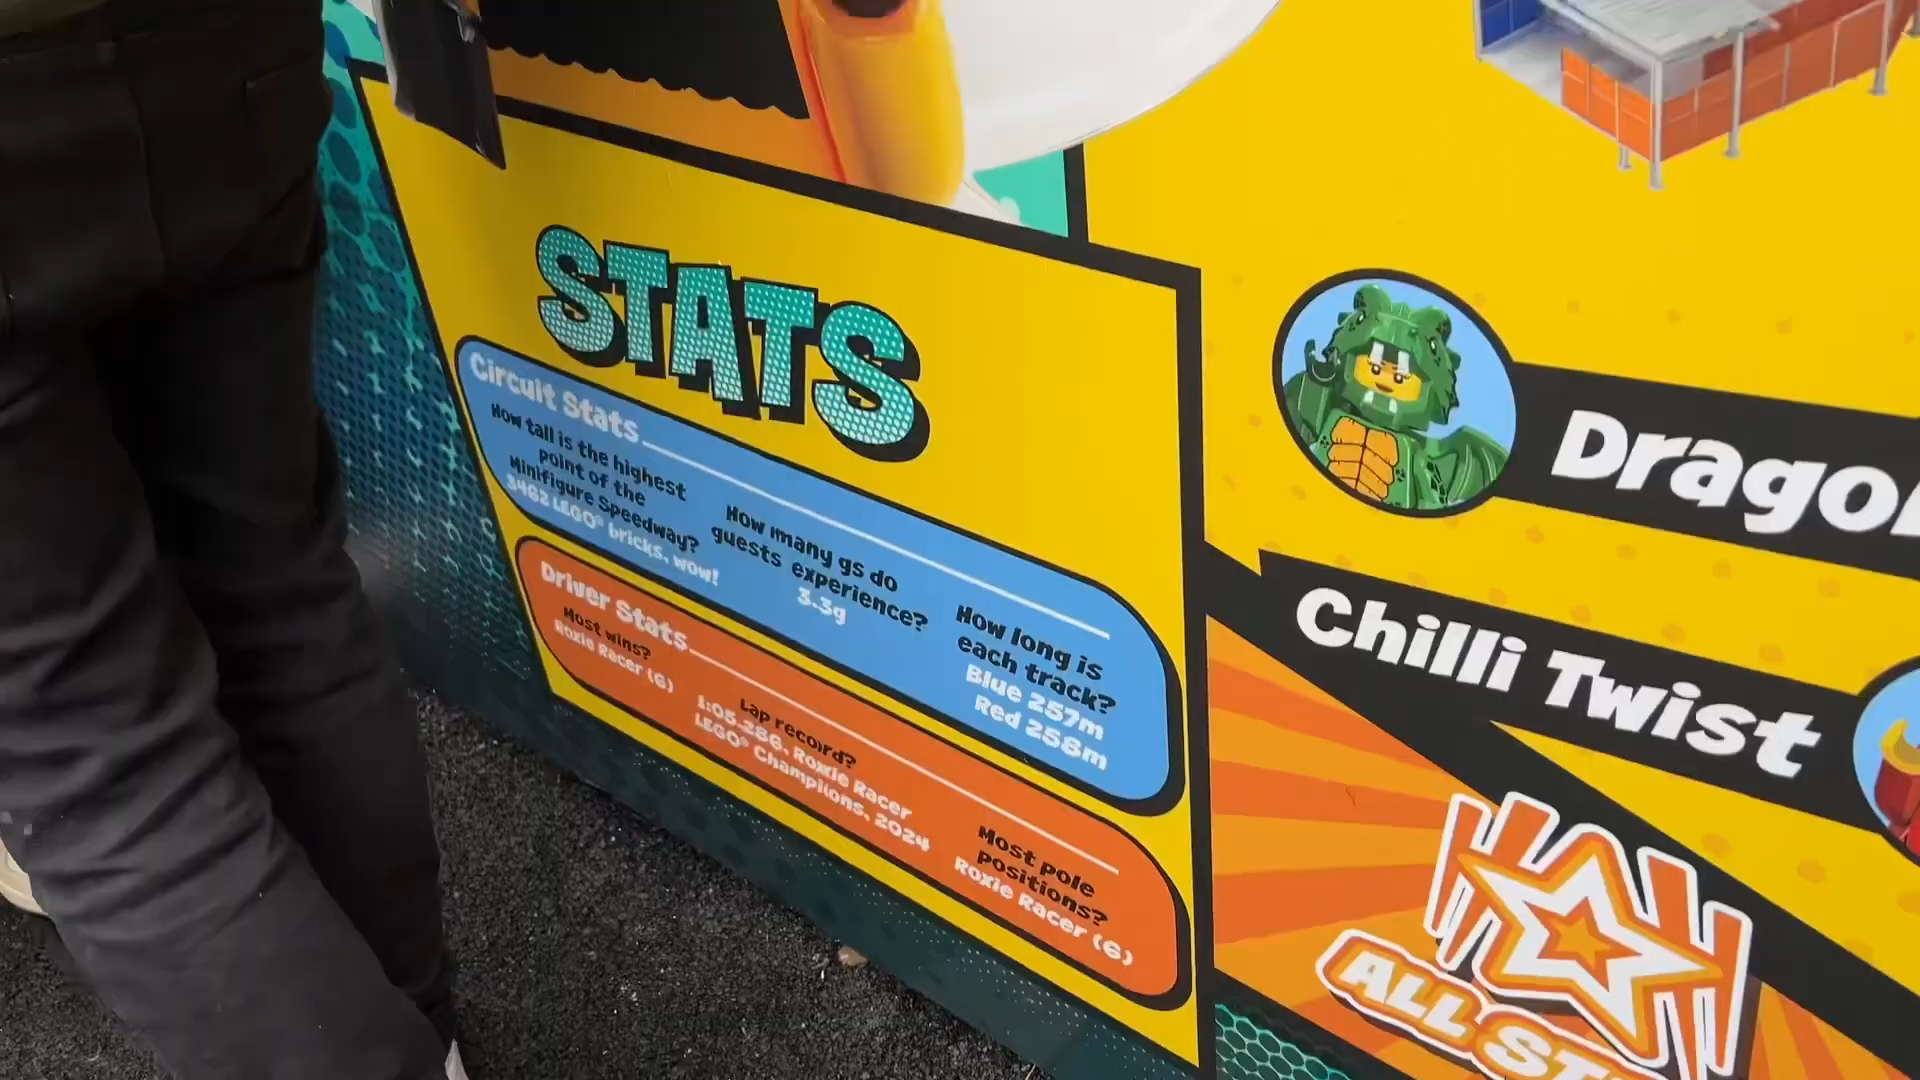 STATS
Circuit Stats
How tall is the highest
point of the
Minifigure Speedway?
3462 LEGO® bricks, wow!
How many gs do
guests experience?
3.3g
How long is
each track?
Blue 257m
Red 258m
Driver Stats
Most wins?
Roxie Racer (6)
Lap record?
1:05.286, Roxie Racer
LEGO® Champions, 2024
Most pole
positions?
Roxie Racer (6)
Drago
Chilli Twist
ALL ST